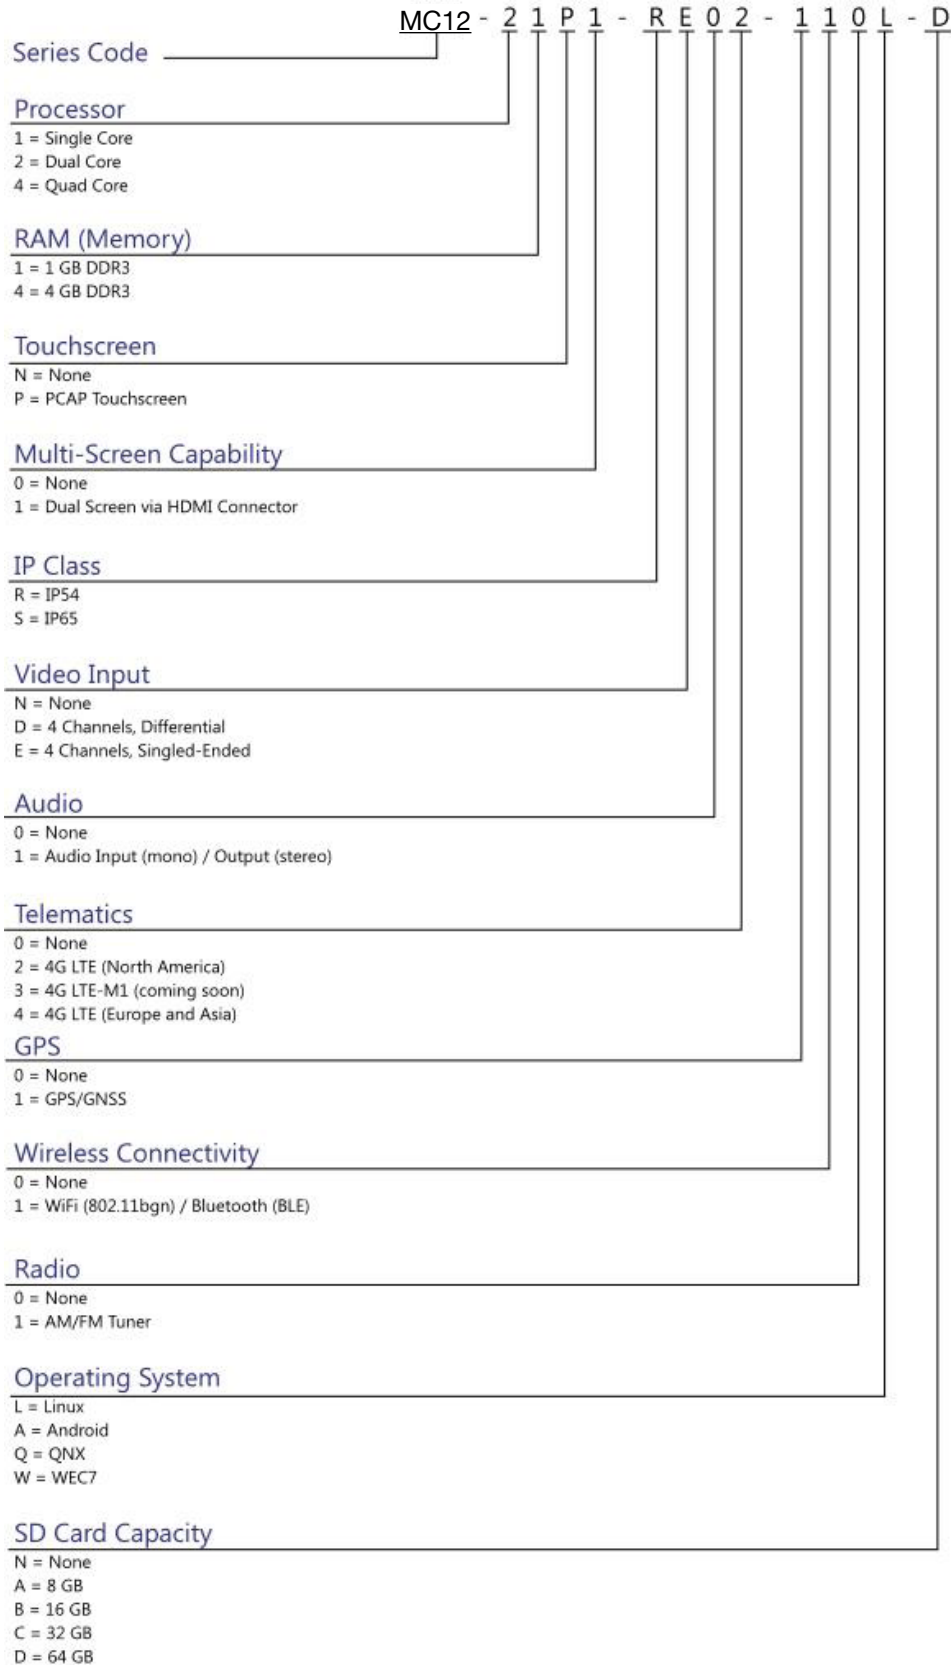 MC12 - 2 1 P 1 - R E 0 2 - 1 1 0 L - D
Series Code
Processor
1 = Single Core
2 = Dual Core
4 = Quad Core
RAM (Memory)
1 = 1 GB DDR3
4 = 4 GB DDR3
Touchscreen
N = None
P = PCAP Touchscreen
Multi-Screen Capability
0 = None
1 = Dual Screen via HDMI Connector
IP Class
R = IP54
S = IP65
Video Input
N = None
D = 4 Channels, Differential
E = 4 Channels, Singled-Ended
Audio
0 = None
1 = Audio Input (mono) / Output (stereo)
Telematics
0 = None
2 = 4G LTE (North America)
3 = 4G LTE-M1 (coming soon)
4 = 4G LTE (Europe and Asia)
GPS
0 = None
1 = GPS/GNSS
Wireless Connectivity
0 = None
1 = WiFi (802.11bgn) / Bluetooth (BLE)
Radio
0 = None
1 = AM/FM Tuner
Operating System
L = Linux
A = Android
Q = QNX
W = WEC7
SD Card Capacity
N = None
A = 8 GB
B = 16 GB
C = 32 GB
D = 64 GB